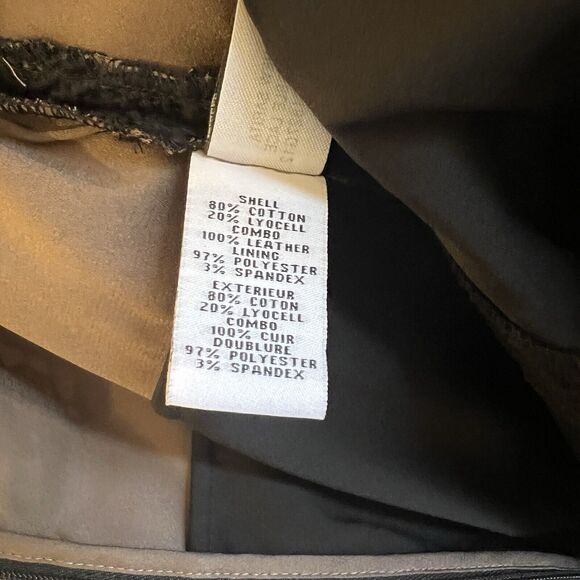 SHELL
80% COTTON
20% LYOCELL
COMBO
100% LEATHER
LINING
97% POLYESTER
3% SPANDEX
EXTERIEUR
80% COTON
20% LYOCELL
COMBO
100% CUIR
DOUBLURE
97% POLYESTER
3% SPANDEX